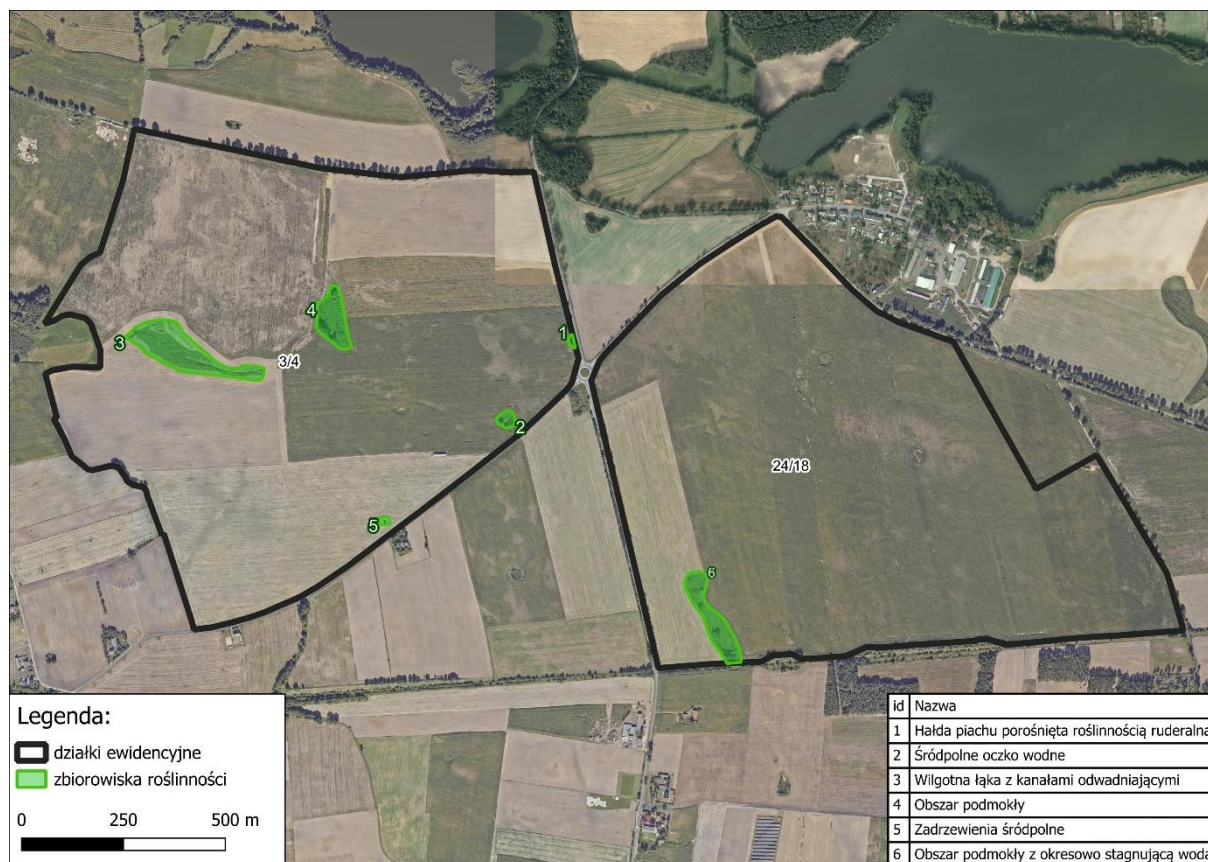 4
1
3
3/4
2
24/18
5
6
Legenda:
działki ewidencyjne
zbiorowiska roślinności
0 250 500 m
id Nazwa
1 Hałda piachu porośnięta roślinnością ruderalną
2 Śródpolne oczko wodne
3 Wilgotna łąka z kanałami odwadniającymi
4 Obszar podmokły
5 Zadrzewienia śródpolne
6 Obszar podmokły z okresowo stagnującą wodą